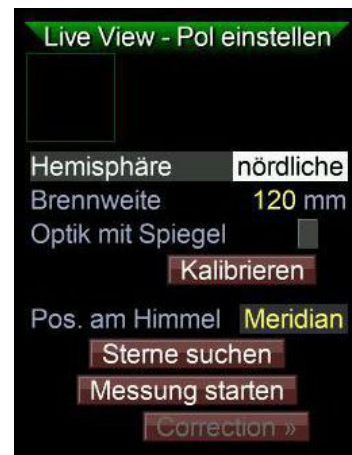 Live View - Pol einstellen
Hemisphäre nördliche
Brennweite 120 mm
Optik mit Spiegel
Kalibrieren
Pos. am Himmel Meridian
Sterne suchen
Messung starten
Correction »